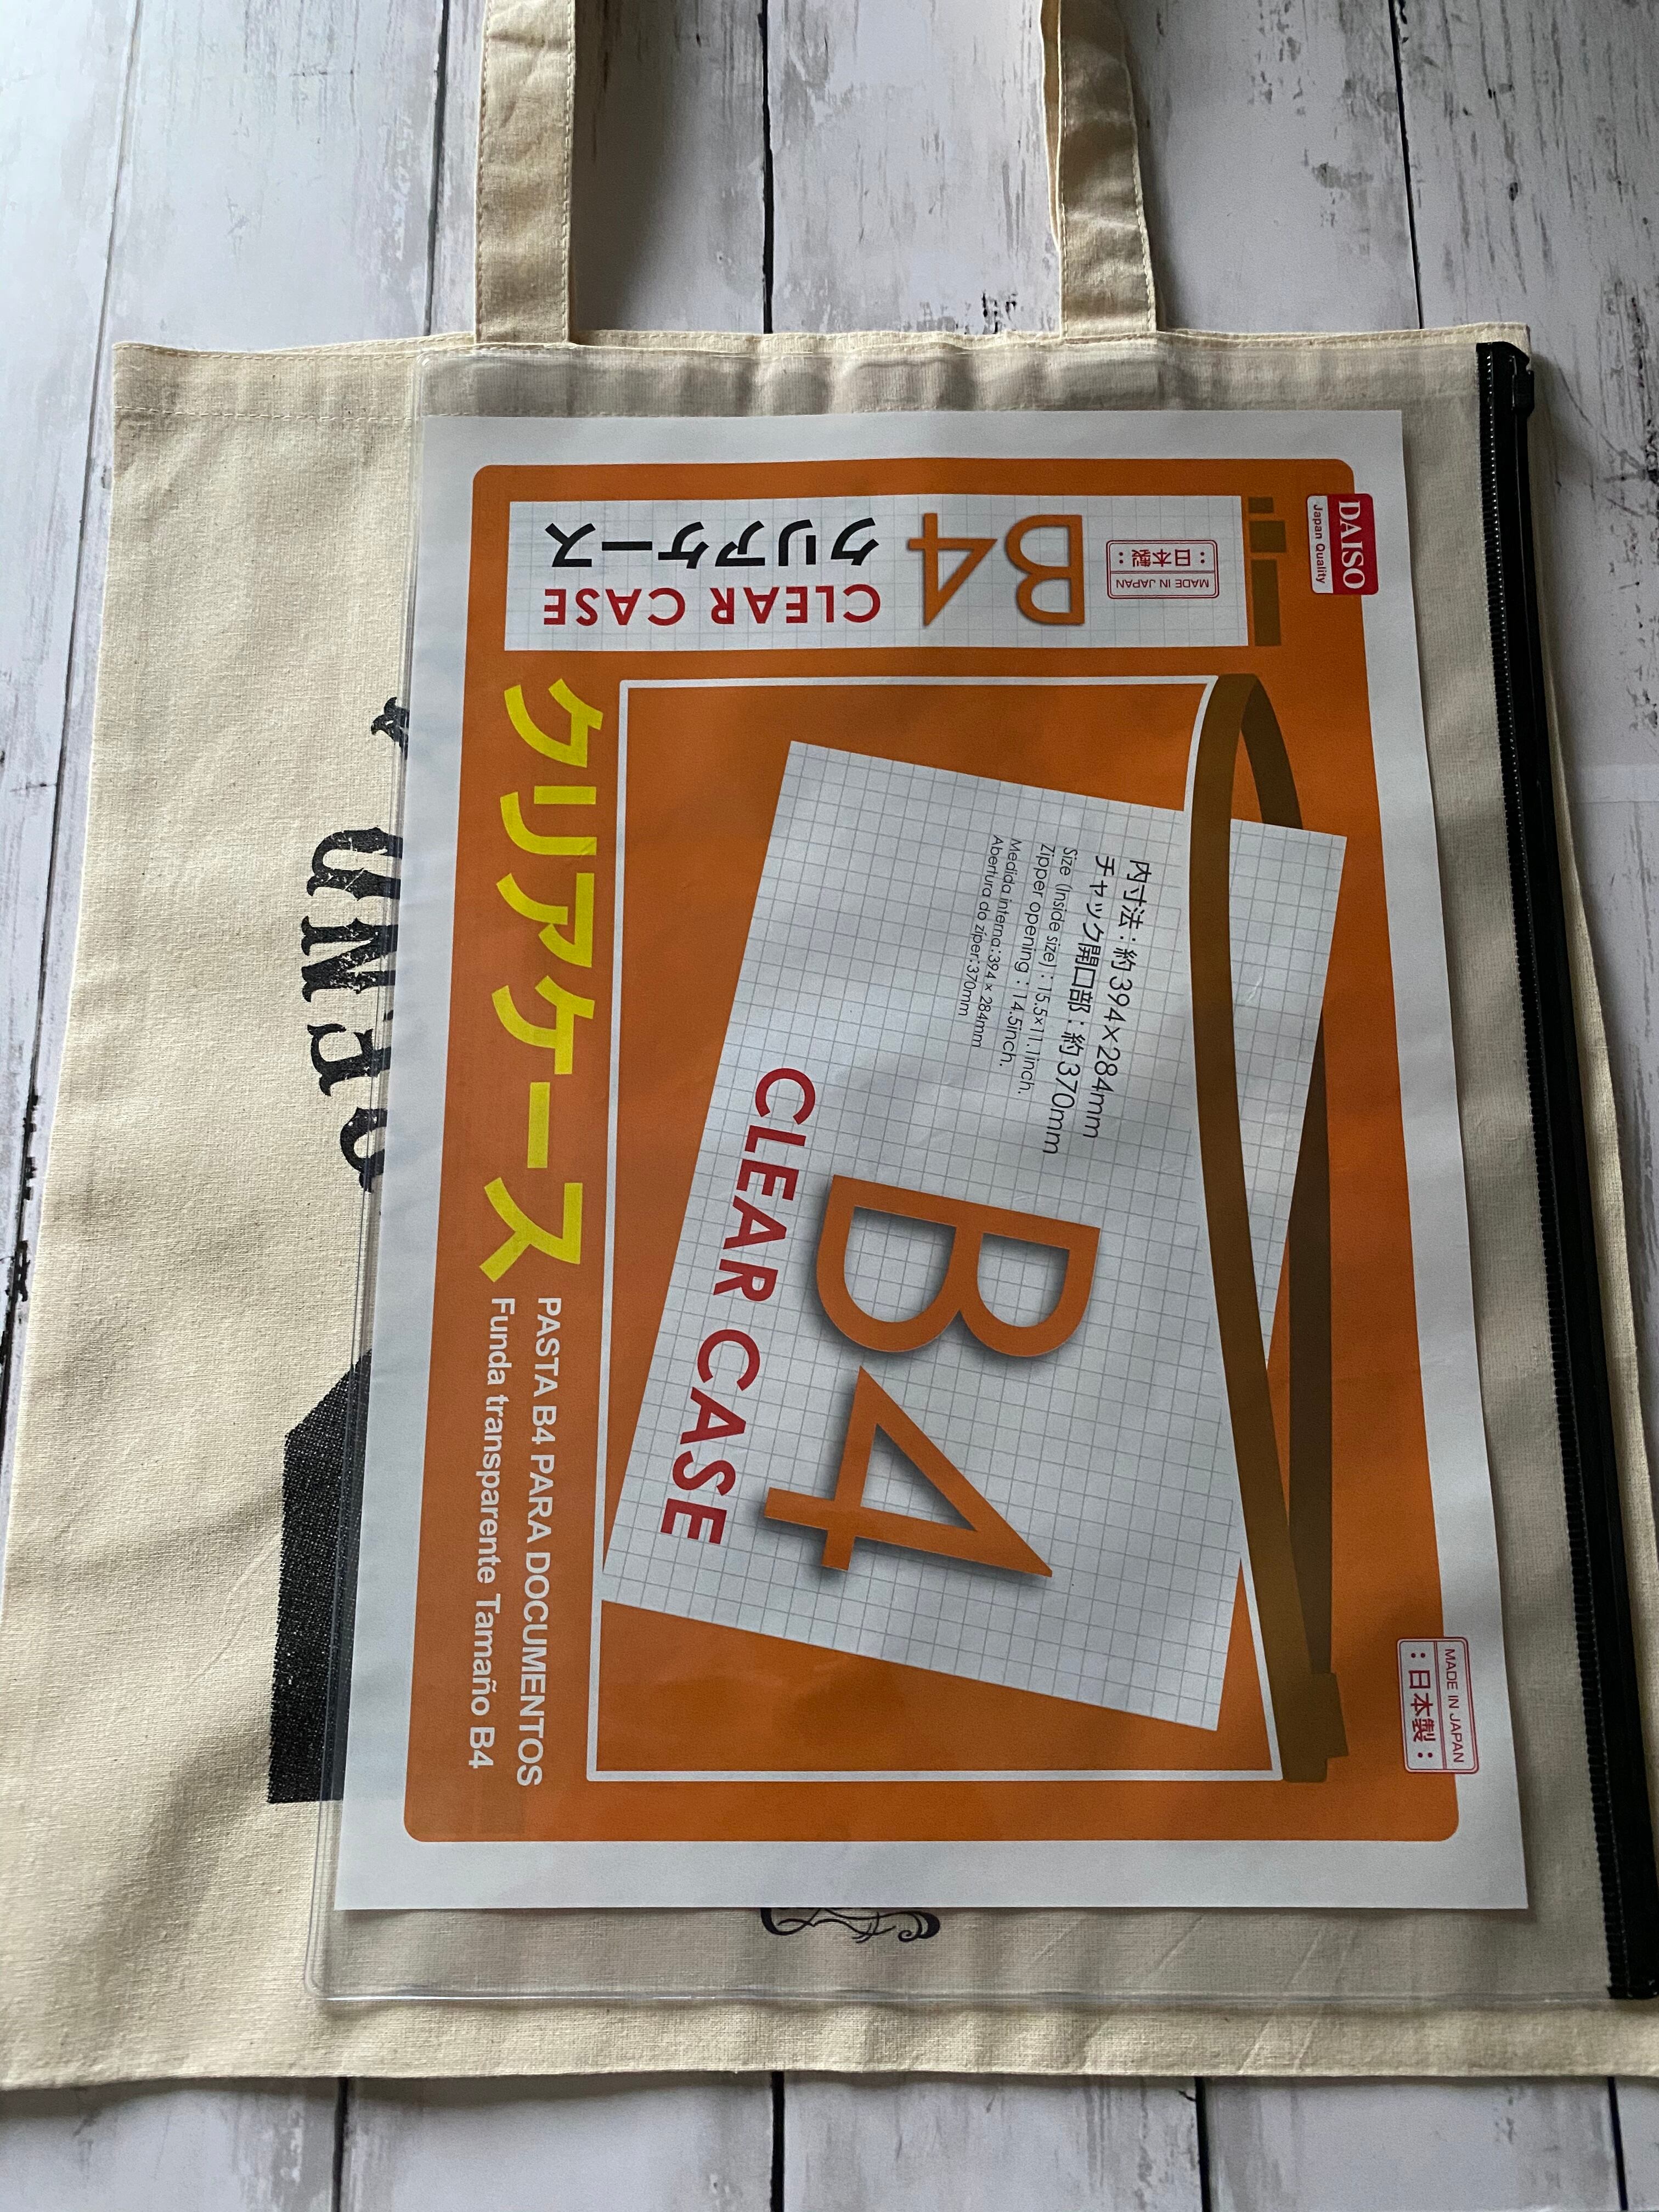 DAISO
Japan Quality
MADE IN JAPAN
:日本製:
B4
クリアケース
CLEAR CASE
内寸法:約394×284mm
チャック開口部:約370mm
Size (Inside size) : 15.5×11.1inch.
Zipper opening : 14.5inch.
Medida interna:394×284mm
Abertura do zíper:370mm
B4
CLEAR CASE
クリアケース
PASTA B4 PARA DOCUMENTOS
Funda transparente Tamaño B4
MADE IN JAPAN
:日本製: